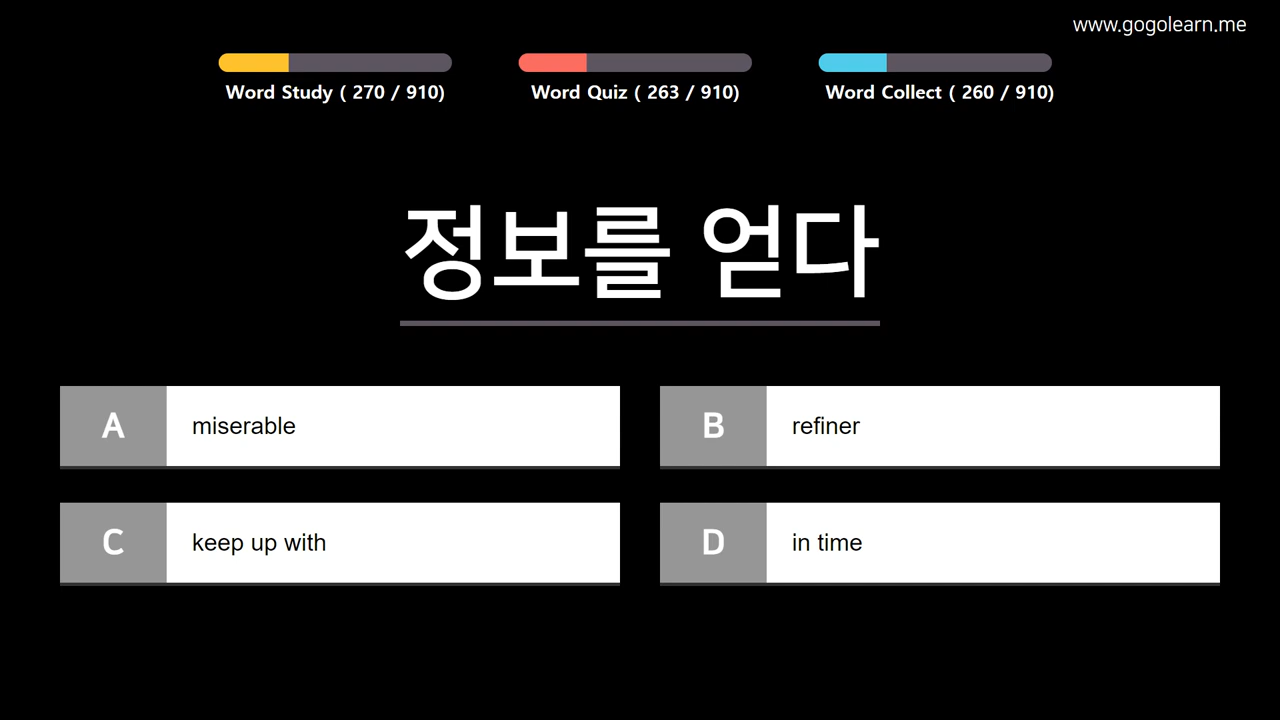 www.gogolearn.me
Word Study ( 270 / 910)
Word Quiz ( 263 / 910)
Word Collect ( 260 / 910)
정보를 얻다
A miserable
B refiner
C keep up with
D in time